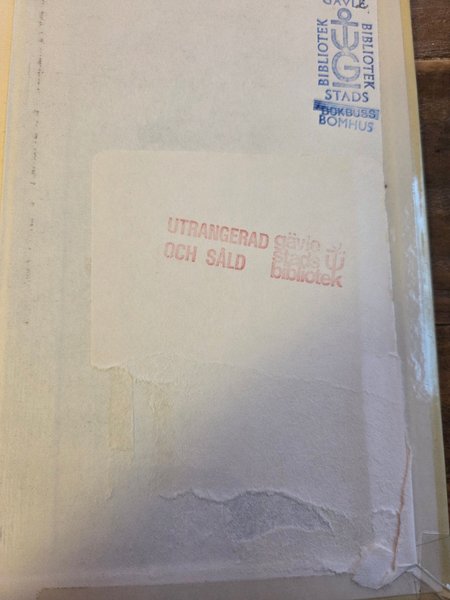 GÄVLE
BIBLIOTEK
BIBLIOTEK
STADS
BOKBUSS
BOMHUS
UTRANGERAD
OCH SÅLD
gävle
stads
bibliotek